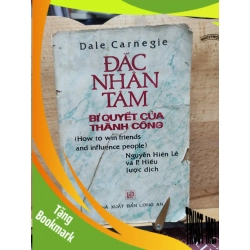 Dale Carnegie
ĐẮC
NHÂN
TÂM
BÍ QUYẾT CỦA
THÀNH CÔNG
(How to win friends
and influence people)
Nguyễn Hiến Lê
và P. Hiếu
lược dịch
XUẤT BẢN LONG AN
Tặng
Bookmark